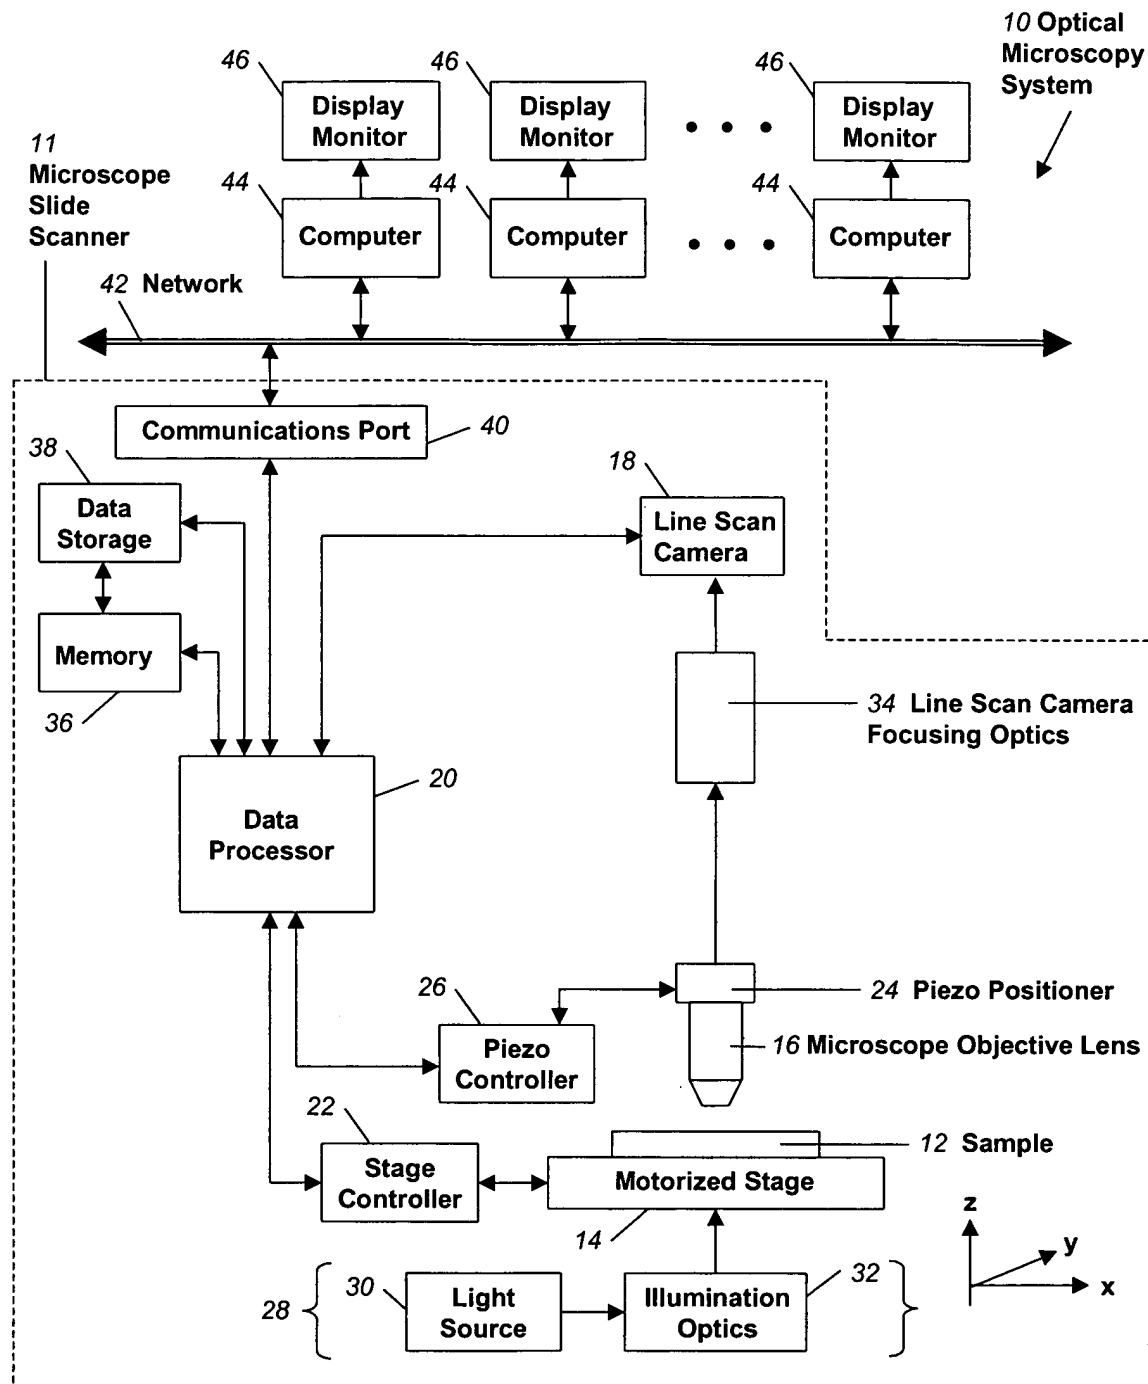 10 Optical
Microscopy
System
46
46
46
Display
Monitor
Display
Monitor
Display
Monitor
11
Microscope
Slide
Scanner
44
44
44
Computer
Computer
Computer
42 Network
Communications Port
40
38
Data
Storage
18
Line Scan
Camera
Memory
36
34 Line Scan Camera
Focusing Optics
20
Data
Processor
26
Piezo
Controller
24 Piezo Positioner
16 Microscope Objective Lens
22
Stage
Controller
12 Sample
Motorized Stage
14
z
y
x
28
30
Light
Source
Illumination
Optics
32